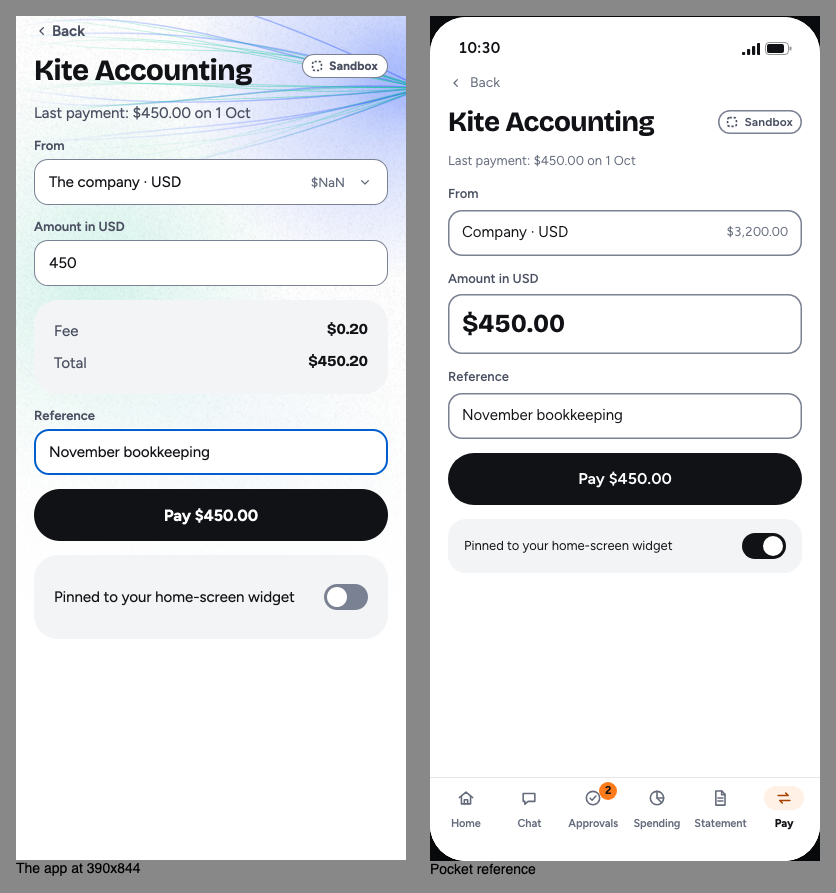 Back
Kite Accounting
Sandbox
Last payment: $450.00 on 1 Oct
From
The company · USD
$NaN
Amount in USD
450
Fee
$0.20
Total
$450.20
Reference
November bookkeeping
Pay $450.00
Pinned to your home-screen widget
The app at 390x844
10:30
Back
Kite Accounting
Sandbox
Last payment: $450.00 on 1 Oct
From
Company · USD
$3,200.00
Amount in USD
$450.00
Reference
November bookkeeping
Pay $450.00
Pinned to your home-screen widget
2
Home
Chat
Approvals
Spending
Statement
Pay
Pocket reference